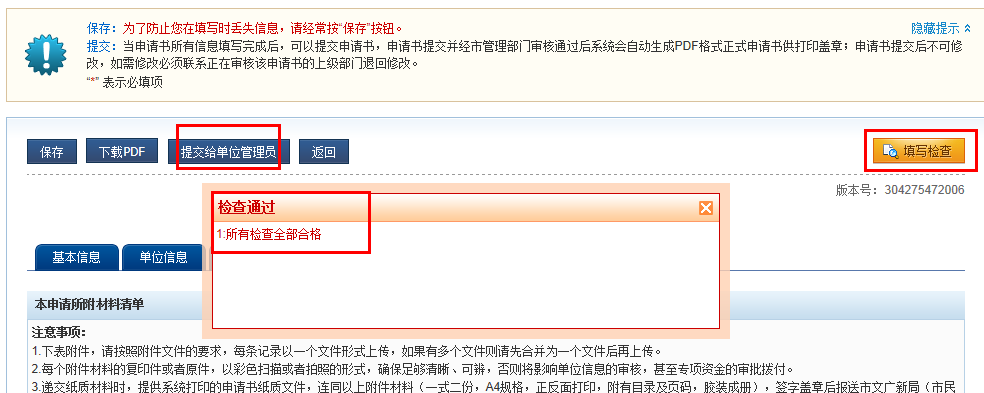 保存：为了防止您在填写时丢失信息，请经常按“保存”按钮。
隐藏提示
提交：当申请书所有信息填写完成后，可以提交申请书，申请书提交并经市管理部门审核通过后系统会自动生成PDF格式正式申请书供打印盖章；申请书提交后不可修
改，如需修改必须联系正在审核该申请书的上级部门退回修改。
“*” 表示必填项
保存 下载PDF 提交给单位管理员 返回 填写检查
版本号：304275472006
检查通过
1:所有检查全部合格
基本信息 单位信息
本申请所附材料清单
注意事项：
1.下表附件，请按照附件文件的要求，每条记录以一个文件形式上传，如果有多个文件则请先合并为一个文件后再上传。
2.每个附件材料的复印件或者原件，以彩色扫描或者拍照的形式，确保足够清晰、可辨，否则将影响单位信息的审核，甚至专项资金的审批拨付。
3.递交纸质材料时，提供系统打印的申请书纸质文件，连同以上附件材料（一式二份，A4规格，正反面打印，附有目录及页码，胶装成册），签字盖章后报送市文广新局（市民